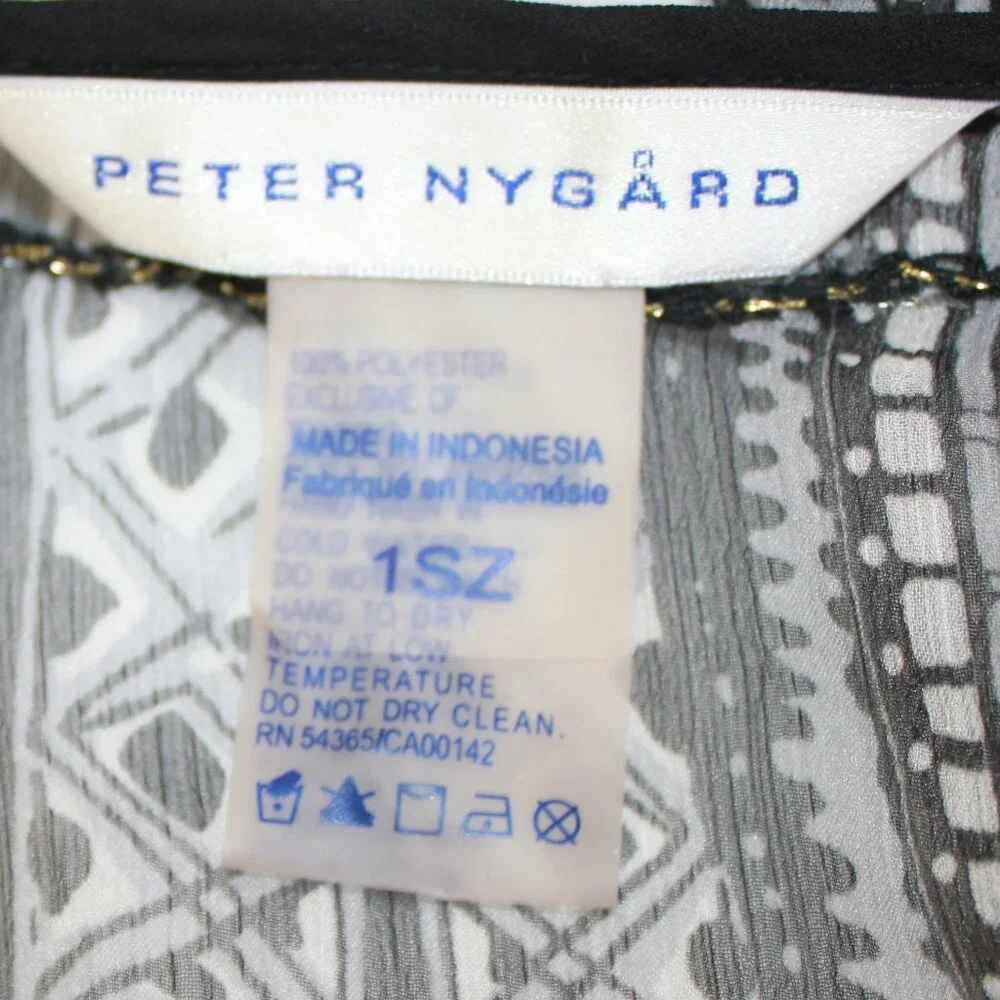 PETER NYGÅRD
100% POLYESTER
EXCLUSIVE OF
MADE IN INDONESIA
Fabriqué en Indonésie
COLD
1SZ
DO NOT
HANG TO DRY
IRON AT LOW
TEMPERATURE
DO NOT DRY CLEAN.
RN 54365/CA00142